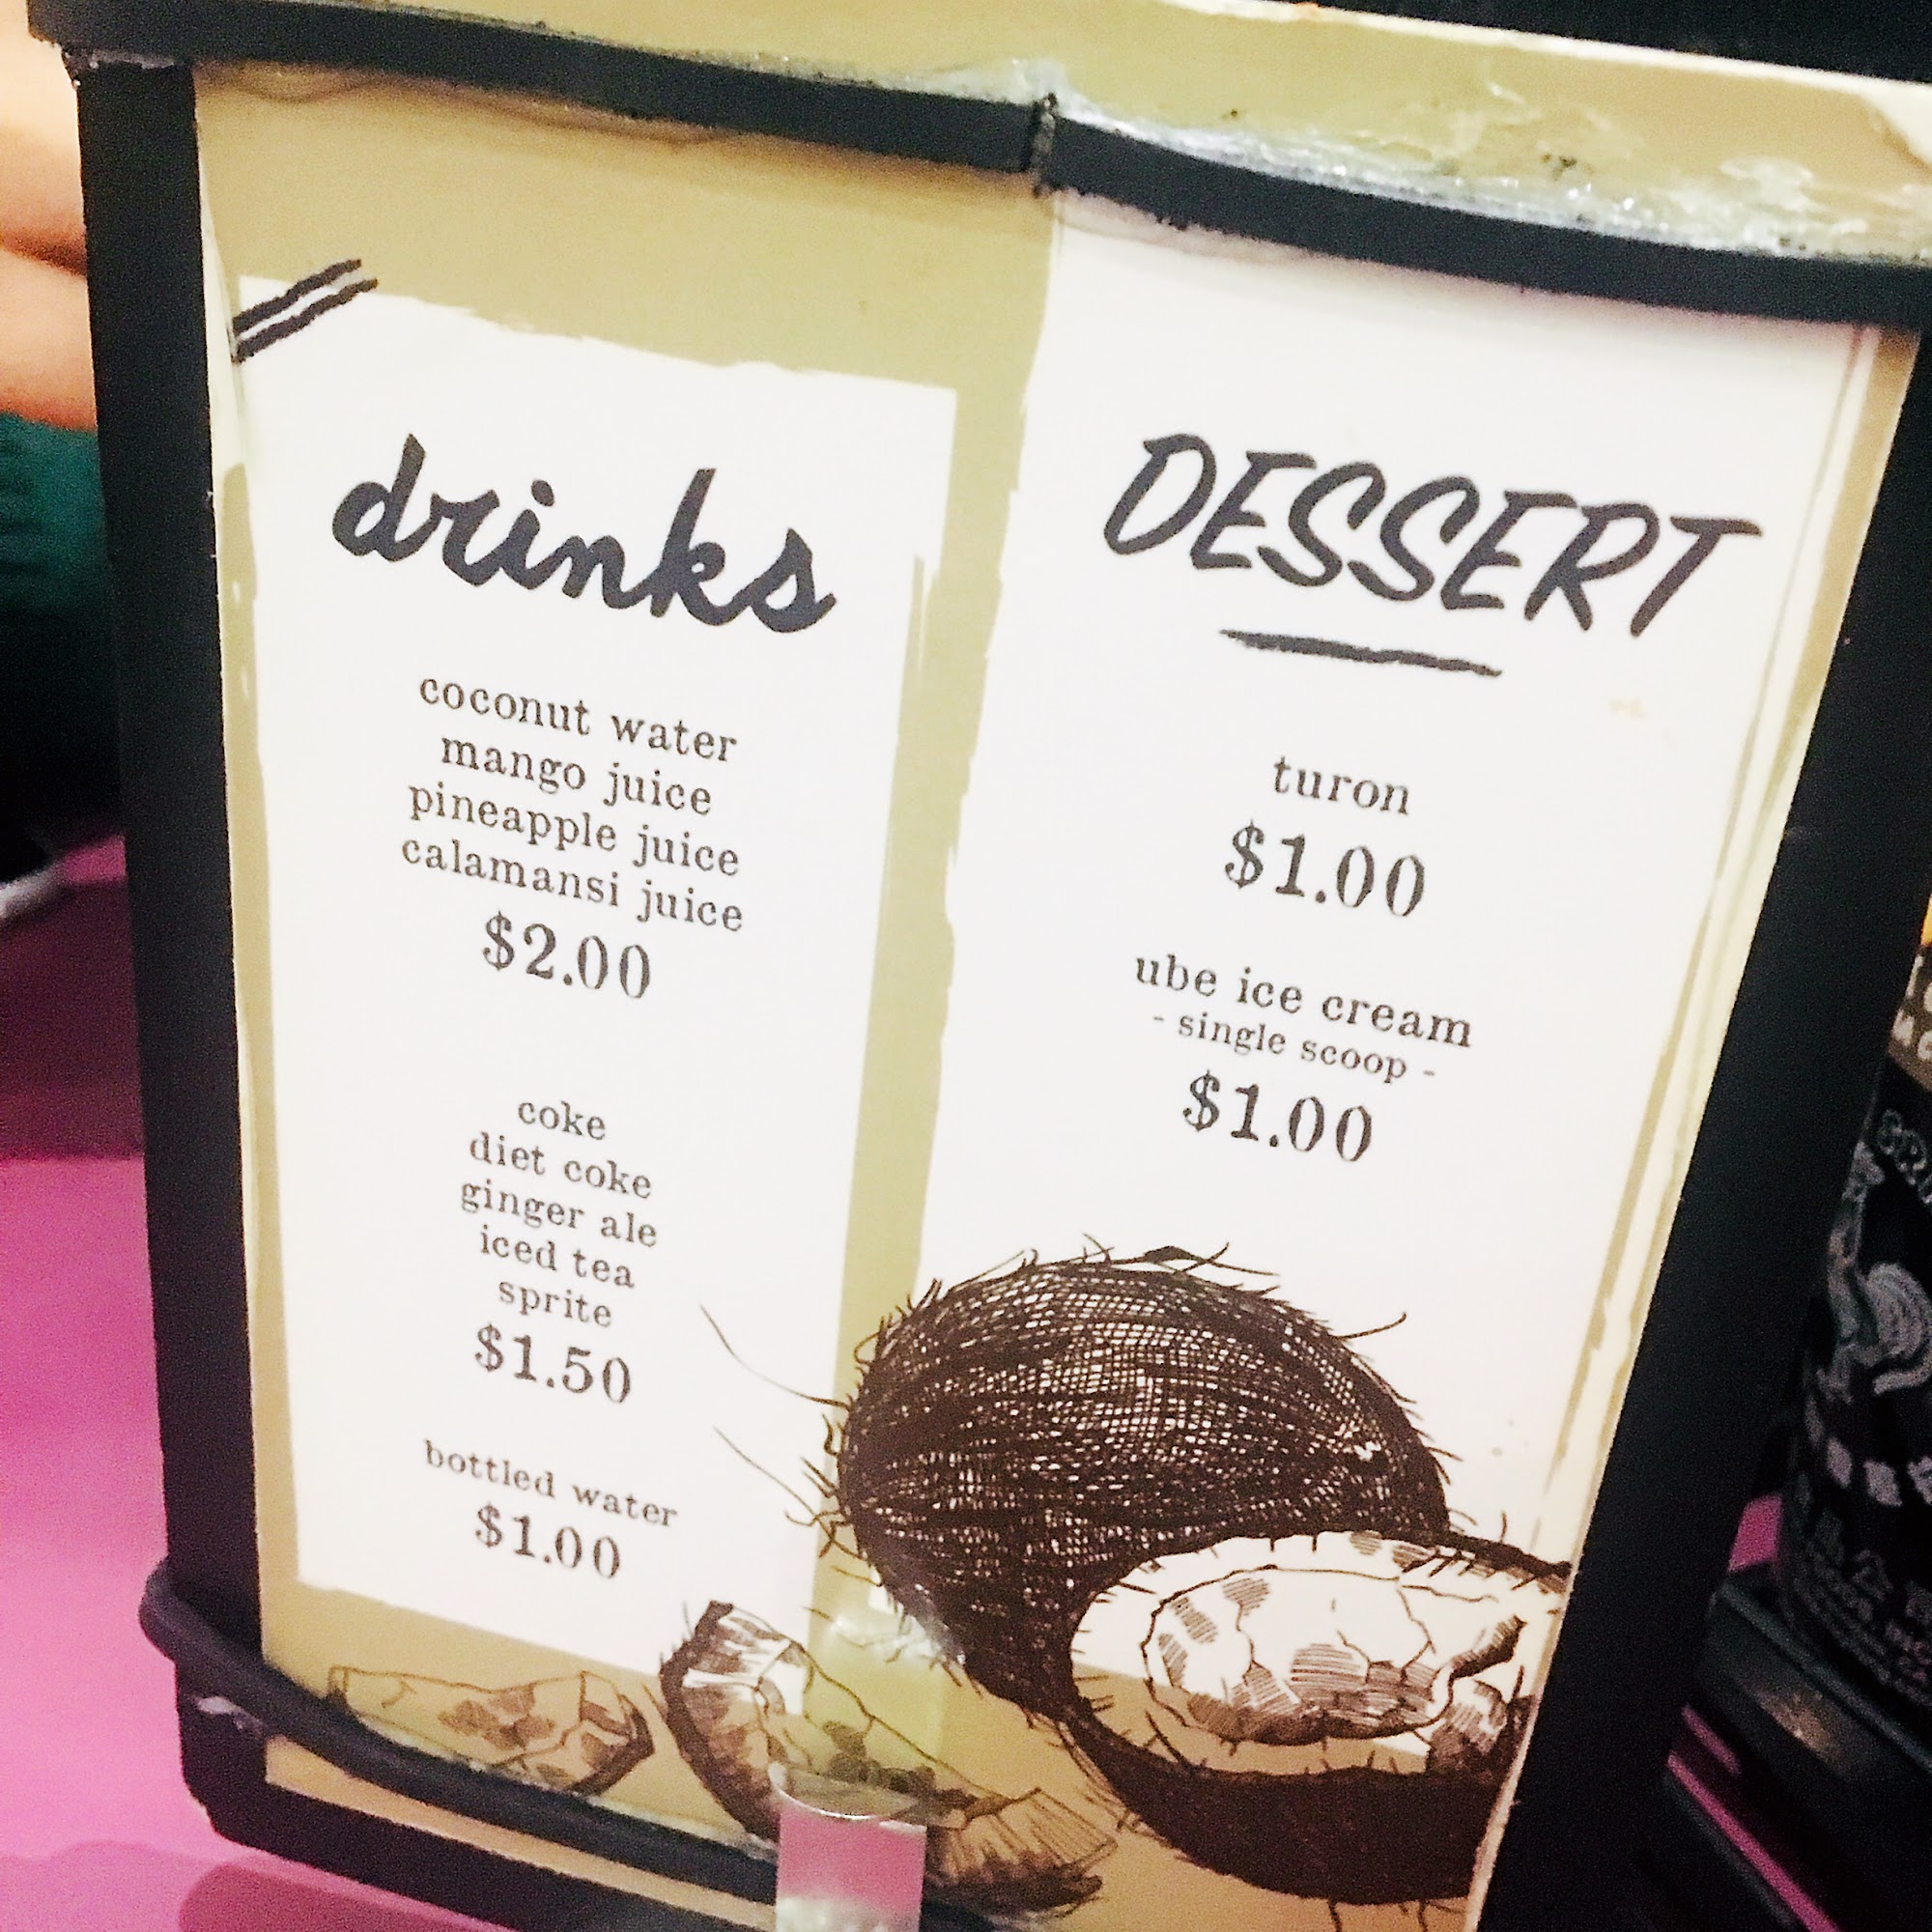 drinks
coconut water
mango juice
pineapple juice
calamansi juice
$2.00
coke
diet coke
ginger ale
iced tea
sprite
$1.50
bottled water
$1.00
DESSERT
turon
$1.00
ube ice cream
- single scoop -
$1.00